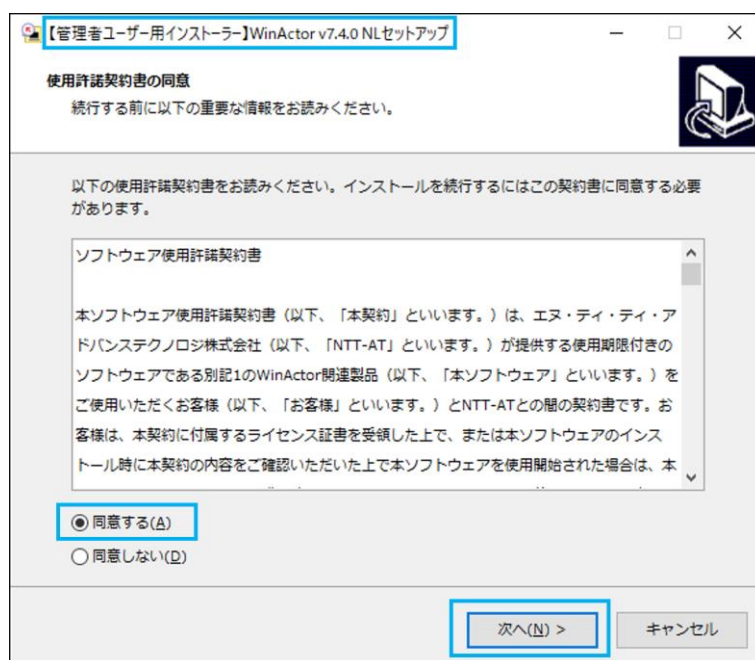 【管理者ユーザー用インストーラー】WinActor v7.4.0 NLセットアップ
使用許諾契約書の同意
続行する前に以下の重要な情報をお読みください。
以下の使用許諾契約書をお読みください。インストールを続行するにはこの契約書に同意する必要
があります。
ソフトウェア使用許諾契約書
本ソフトウェア使用許諾契約書（以下、「本契約」といいます。）は、エヌ・ティ・ティ・ア
ドバンステクノロジ株式会社（以下、「NTT-AT」といいます。）が提供する使用期限付きの
ソフトウェアである別記1のWinActor関連製品（以下、「本ソフトウェア」といいます。）を
ご使用いただくお客様（以下、「お客様」といいます。）とNTT-ATとの間の契約書です。お
客様は、本契約に付属するライセンス証書を受領した上で、または本ソフトウェアのインス
トール時に本契約の内容をご確認いただいた上で本ソフトウェアを使用開始された場合は、本
同意する(A)
同意しない(D)
次へ(N) >
キャンセル